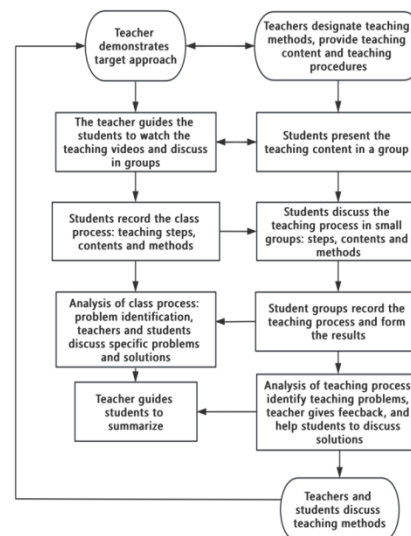 Teacher
demonstrates
target approach
Teachers designate teaching
methods, provide teaching
content and teaching
procedures
The teacher guides the
students to watch the
teaching videos and discuss
in groups
Students present the
teaching content in a group
Students record the class
process: teaching steps,
contents and methods
Students discuss the
teaching process in small
groups: steps, contents and
methods
Analysis of class process:
problem identification,
teachers and students
discuss specific problems
and solutions
Student groups record the
teaching process and form
the results
Teacher guides
students to
summarize
Analysis of teaching process:
identify teaching problems,
teacher gives feecback, and
help students to discuss
solutions
Teachers and
students discuss
teaching methods